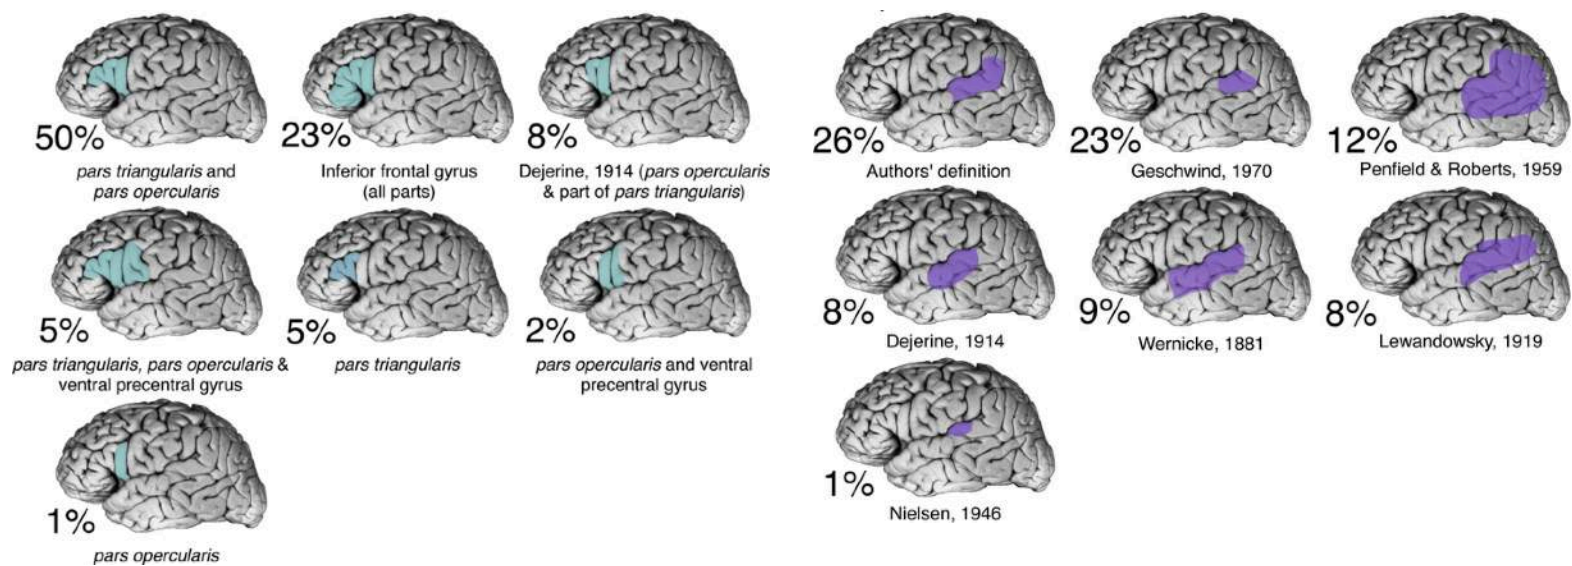 50%
pars triangularis and
pars opercularis
23%
Inferior frontal gyrus
(all parts)
8%
Dejerine, 1914 (pars opercularis
& part of pars triangularis)
5%
pars triangularis, pars opercularis &
ventral precentral gyrus
5%
pars triangularis
2%
pars opercularis and ventral
precentral gyrus
1%
pars opercularis
26%
Authors' definition
23%
Geschwind, 1970
12%
Penfield & Roberts, 1959
8%
Dejerine, 1914
9%
Wernicke, 1881
8%
Lewandowsky, 1919
1%
Nielsen, 1946